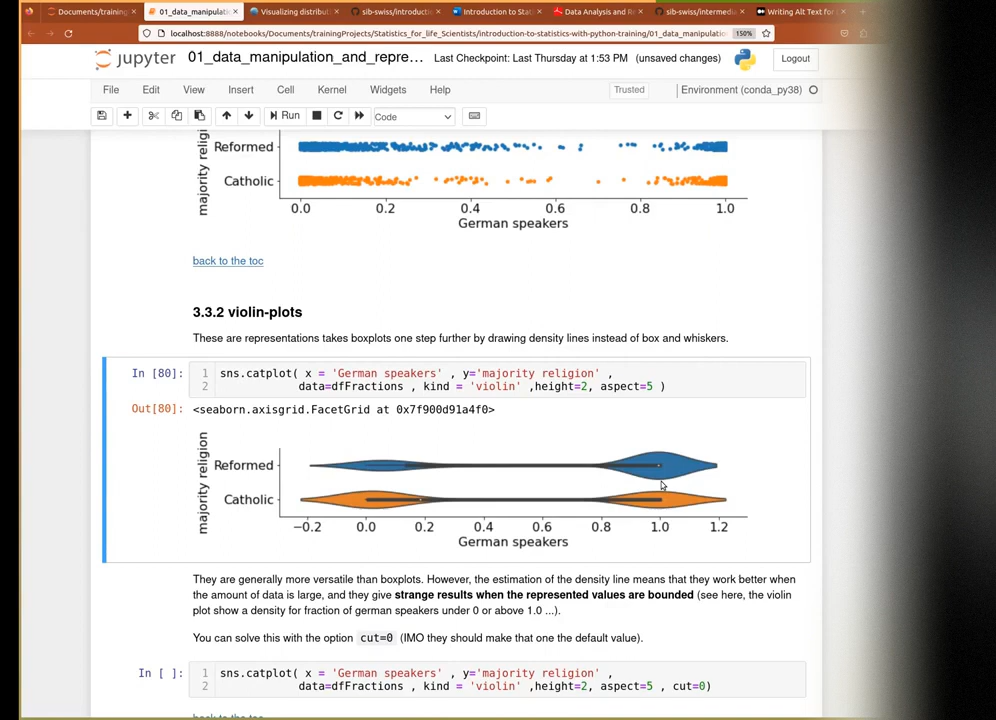 Documents/training
01_data_manipulati
Visualizing distribut
sib-swiss/introducti
Introduction to Stat
Data Analysis and R
sib-swiss/intermedi
Writing Alt Text for
localhost:8888/notebooks/Documents/trainingProjects/Statistics_for_life_Scientists/introduction-to-statistics-with-python-training/01_data_manipulatio
150%
jupyter 01_data_manipulation_and_repre... Last Checkpoint: Last Thursday at 1:53 PM (unsaved changes) Logout
File Edit View Insert Cell Kernel Widgets Help Trusted Environment (conda_py38)
Run Code
majority religi
Reformed
Catholic
0.0 0.2 0.4 0.6 0.8 1.0
German speakers
back to the toc
3.3.2 violin-plots
These are representations takes boxplots one step further by drawing density lines instead of box and whiskers.
In [80]: 1 sns.catplot( x = 'German speakers' , y='majority religion' ,
2 data=dfFractions , kind = 'violin' ,height=2, aspect=5 )
Out[80]: <seaborn.axisgrid.FacetGrid at 0x7f900d91a4f0>
majority religion
Reformed
Catholic
−0.2 0.0 0.2 0.4 0.6 0.8 1.0 1.2
German speakers
They are generally more versatile than boxplots. However, the estimation of the density line means that they work better when
the amount of data is large, and they give strange results when the represented values are bounded (see here, the violin
plot show a density for fraction of german speakers under 0 or above 1.0 ...).
You can solve this with the option cut=0 (IMO they should make that one the default value).
In [ ]: 1 sns.catplot( x = 'German speakers' , y='majority religion' ,
2 data=dfFractions , kind = 'violin' ,height=2, aspect=5 , cut=0)
back to the toc